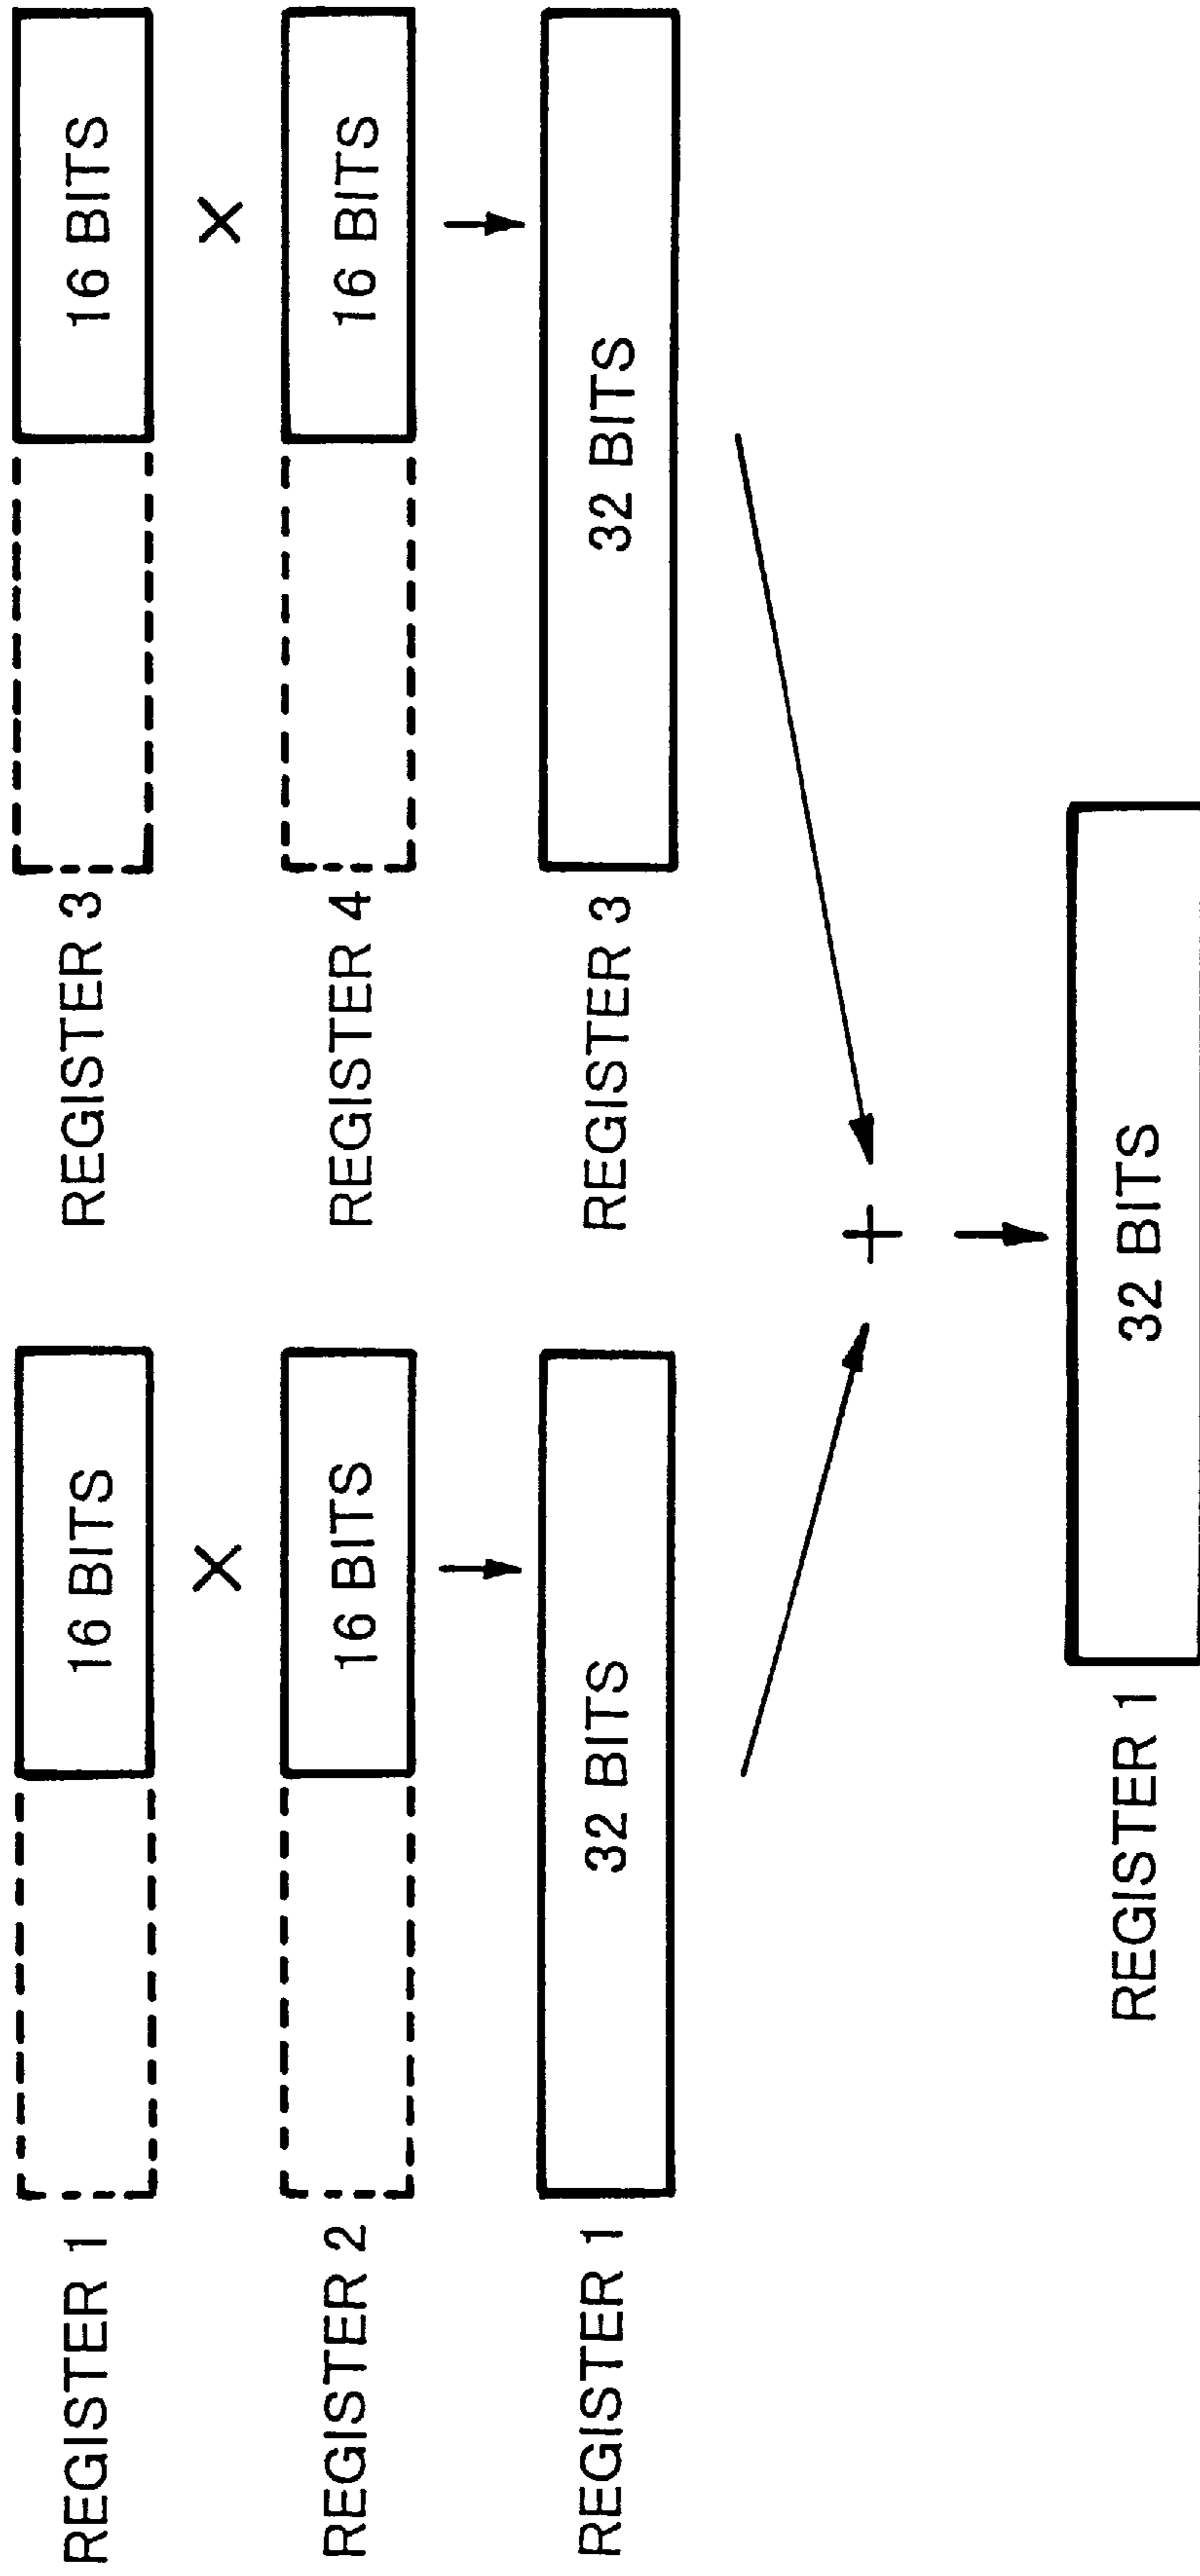 REGISTER 1 16 BITS REGISTER 3 16 BITS
× ×
REGISTER 2 16 BITS REGISTER 4 16 BITS
REGISTER 1 32 BITS REGISTER 3 32 BITS
+
REGISTER 1 32 BITS